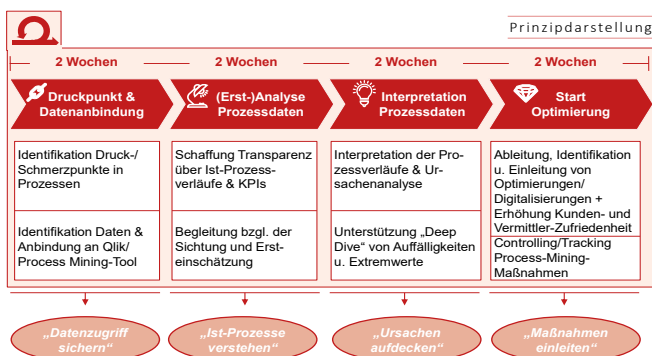 Prinzipdarstellung
2 Wochen
2 Wochen
2 Wochen
2 Wochen
Druckpunkt &
Datenanbindung
(Erst-)Analyse
Prozessdaten
Interpretation
Prozessdaten
Start
Optimierung
Identifikation Druck-/
Schmerzpunkte in
Prozessen
Identifikation Daten &
Anbindung an Qlik/
Process Mining-Tool
Schaffung Transparenz
über Ist-Prozess-
verläufe & KPIs
Begleitung bzgl. der
Sichtung und Erst-
einschätzung
Interpretation der Pro-
zessverläufe & Ur-
sachenanalyse
Unterstützung „Deep
Dive“ von Auffälligkeiten
u. Extremwerte
Ableitung, Identifikation
u. Einleitung von
Optimierungen/
Digitalisierungen +
Erhöhung Kunden- und
Vermittler-Zufriedenheit
Controlling/Tracking
Process-Mining-
Maßnahmen
„Datenzugriff
sichern“
„Ist-Prozesse
verstehen“
„Ursachen
aufdecken“
„Maßnahmen
einleiten“